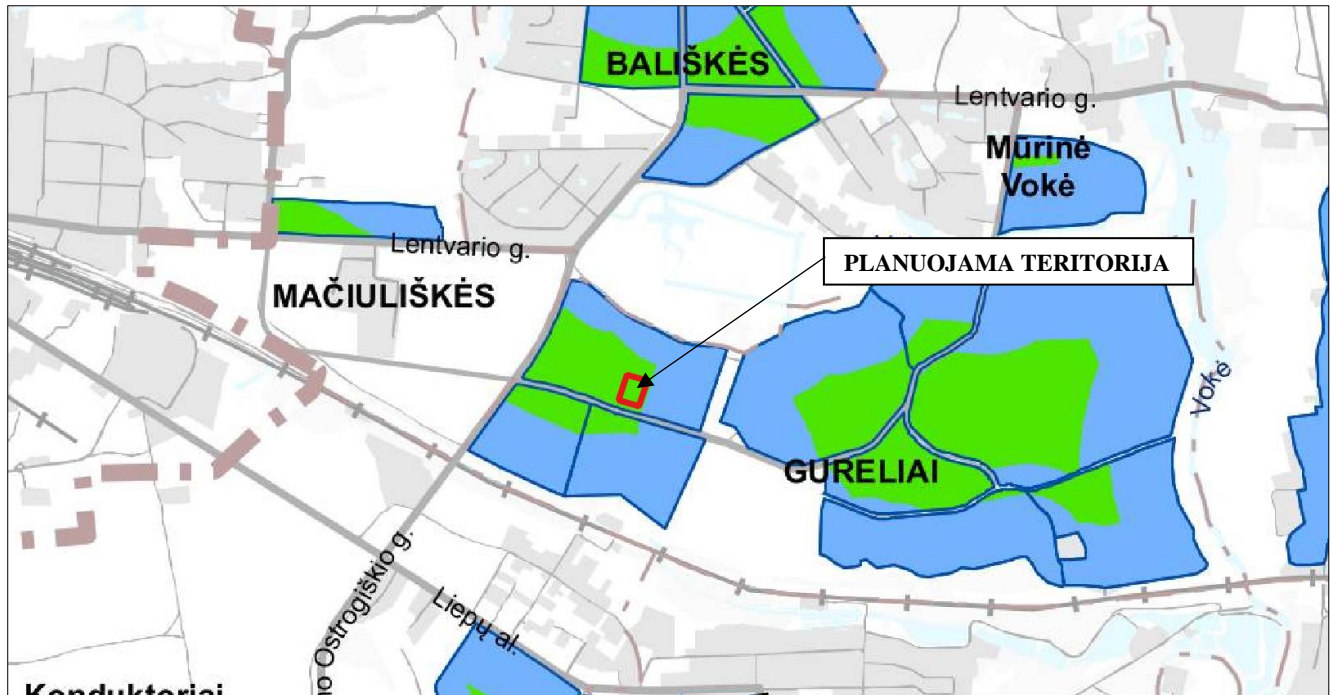 BALIŠKĖS
Lentvario g.
Mūrinė
Vokė
Lentvario g.
PLANUOJAMA TERITORIJA
MAČIULIŠKĖS
Vokė
GURELIAI
Ostrogiškio g.
Liepų al.
Konduktoriai